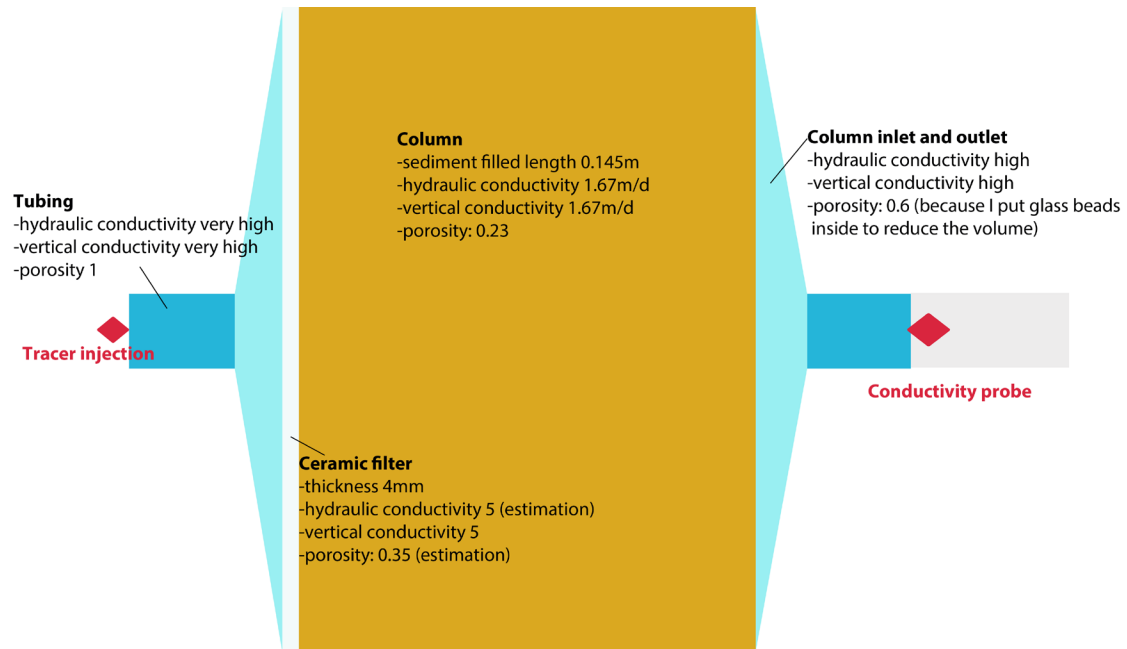 Column
-sediment filled length 0.145m
-hydraulic conductivity 1.67m/d
-vertical conductivity 1.67m/d
-porosity: 0.23
Column inlet and outlet
-hydraulic conductivity high
-vertical conductivity high
-porosity: 0.6 (because I put glass beads
inside to reduce the volume)
Tubing
-hydraulic conductivity very high
-vertical conductivity very high
-porosity 1
Tracer injection
Conductivity probe
Ceramic filter
-thickness 4mm
-hydraulic conductivity 5 (estimation)
-vertical conductivity 5
-porosity: 0.35 (estimation)